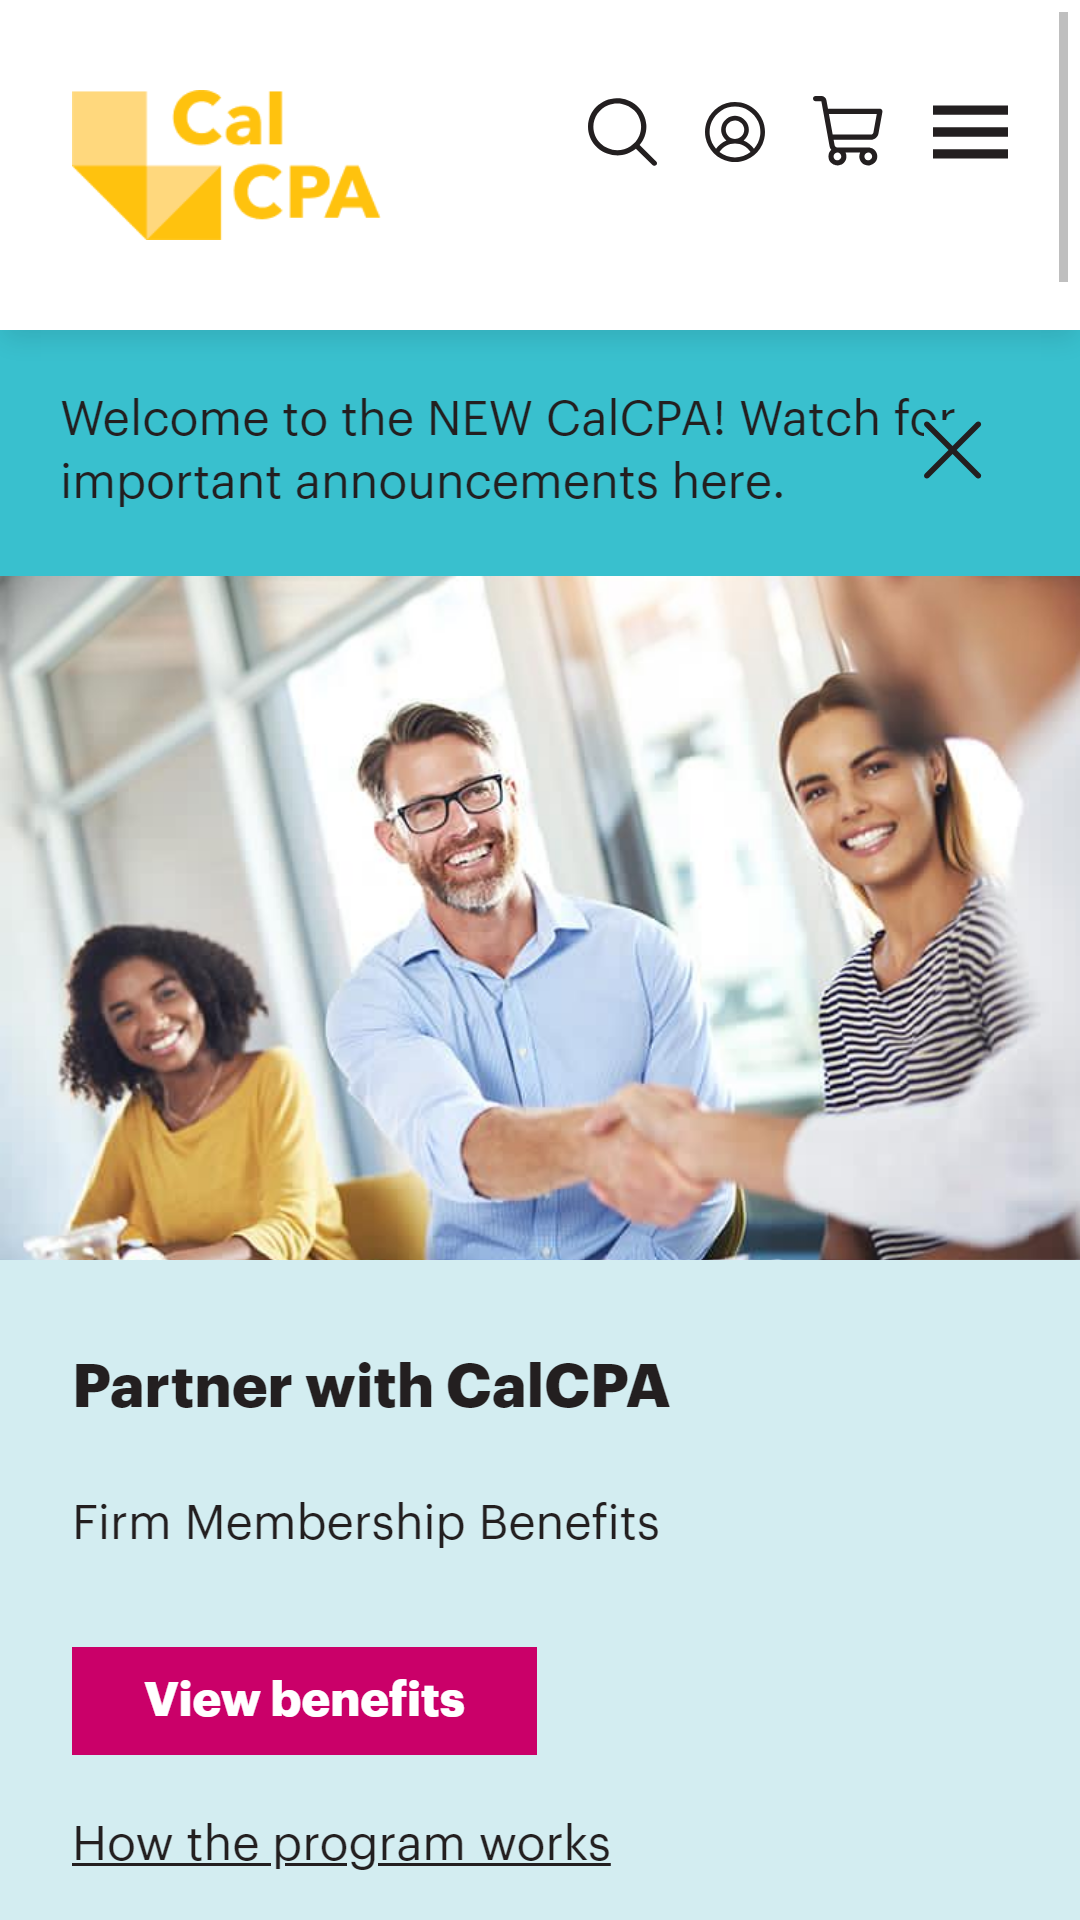 Cal
CPA
Welcome to the NEW CalCPA! Watch for
important announcements here.
Partner with CalCPA
Firm Membership Benefits
View benefits
How the program works